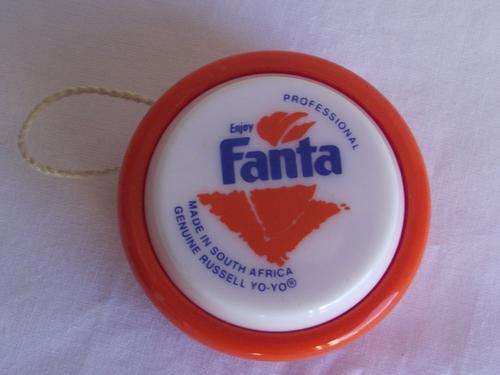 PROFESSIONAL
Enjoy
Fanta
MADE IN SOUTH AFRICA
GENUINE RUSSELL YO-YO®